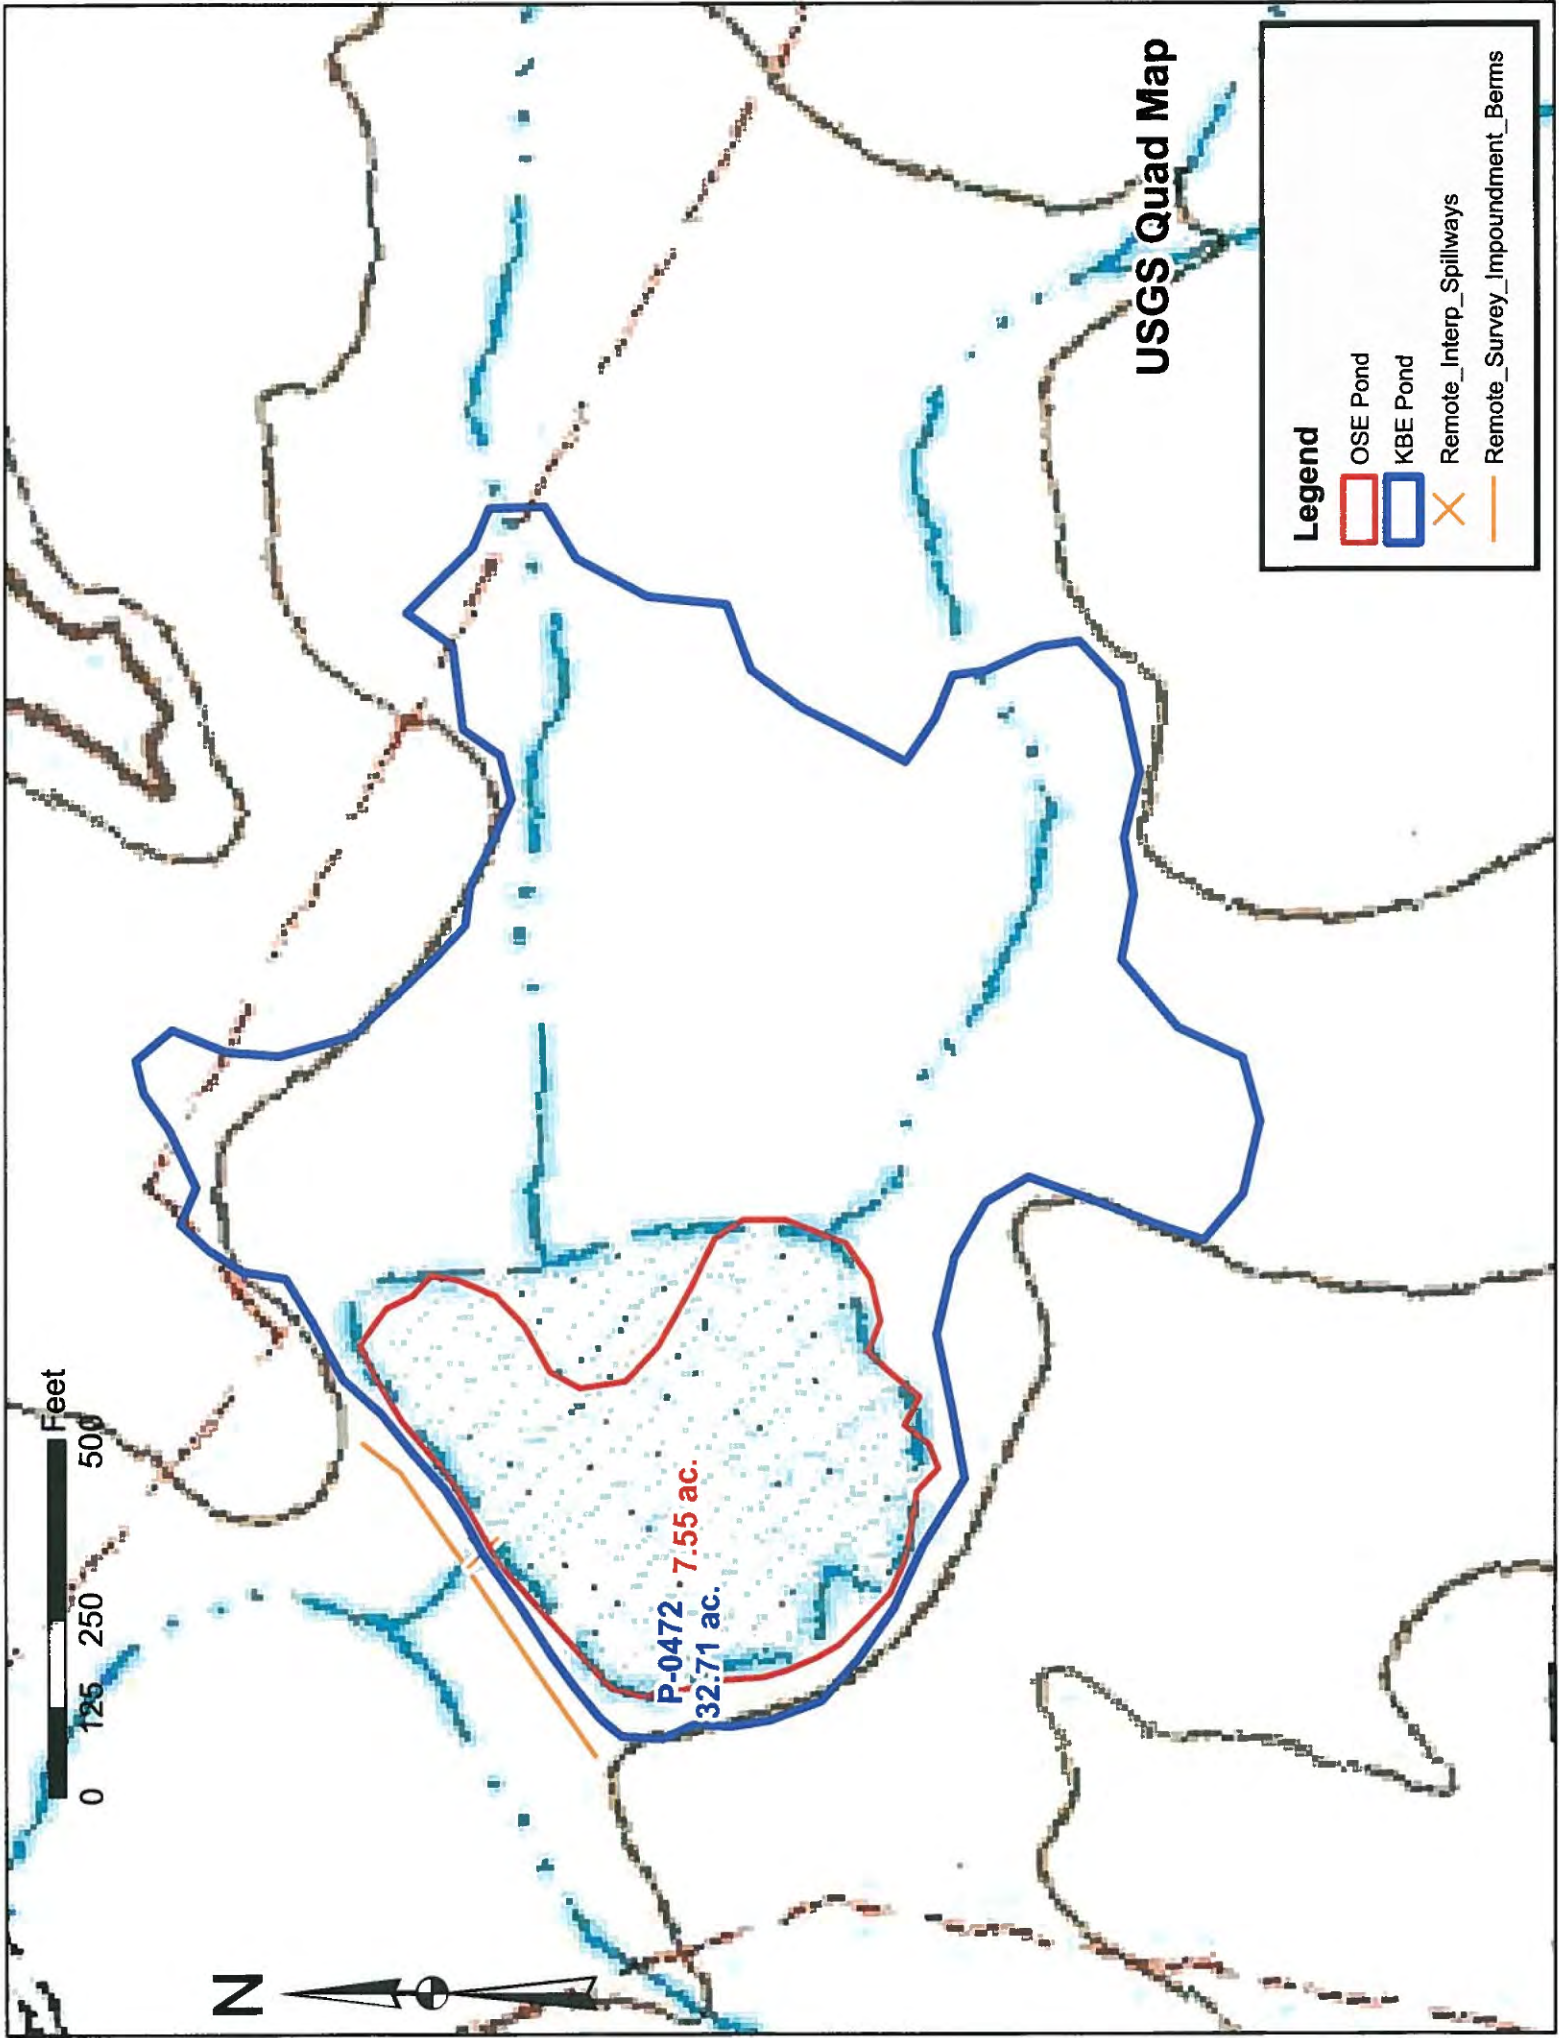 N
0 125 250 500
Feet
P-0472 - 7.55 ac.
32.71 ac.
USGS Quad Map
Legend
OSE Pond
KBE Pond
Remote_Interp_Spillways
Remote_Survey_Impoundment_Berms